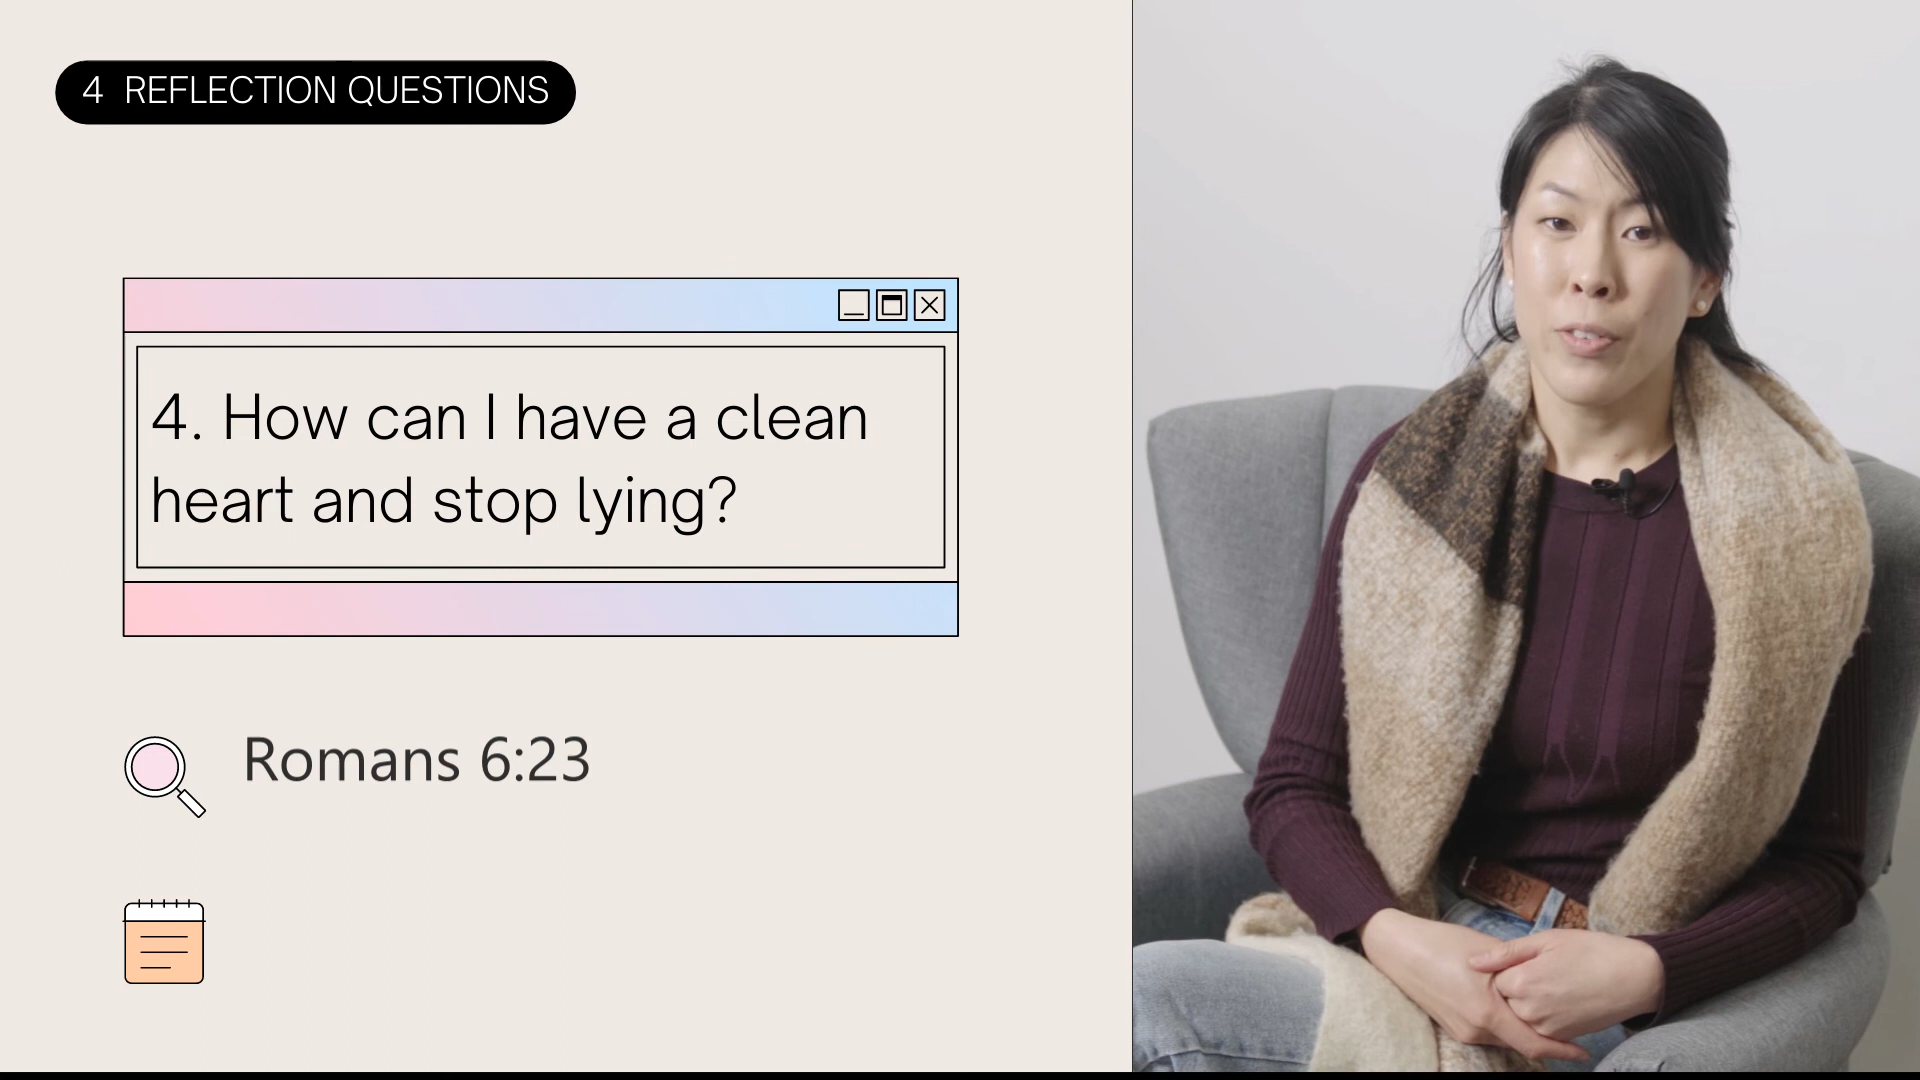 4 REFLECTION QUESTIONS
4. How can I have a clean
heart and stop lying?
Romans 6:23